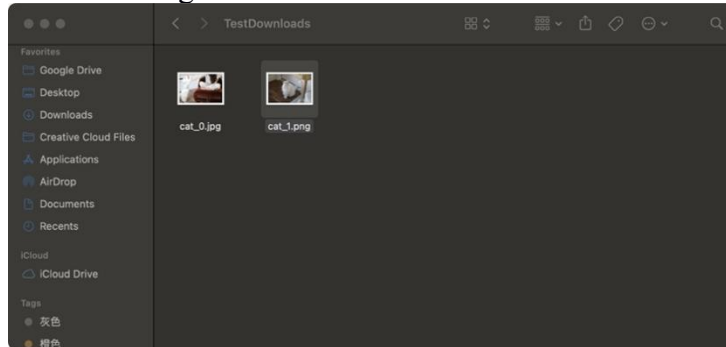 TestDownloads
Favorites
Google Drive
Desktop
Downloads
Creative Cloud Files
Applications
AirDrop
Documents
Recents
iCloud
iCloud Drive
Tags
灰色
橙色
cat_0.jpg
cat_1.png